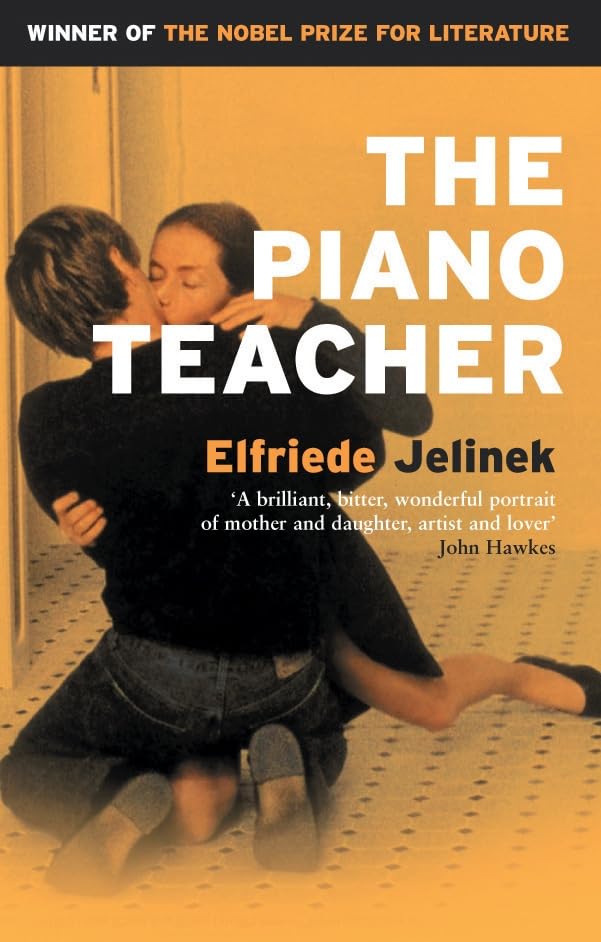 WINNER OF THE NOBEL PRIZE FOR LITERATURE
THE
PIANO
TEACHER
Elfriede Jelinek
‘A brilliant, bitter, wonderful portrait
of mother and daughter, artist and lover’
John Hawkes